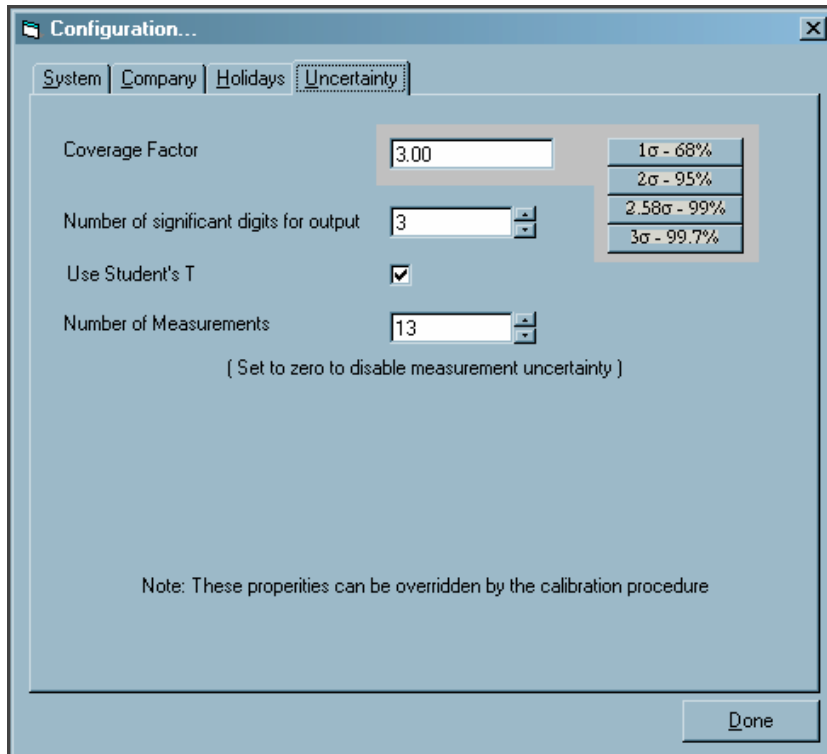 Configuration...
System Company Holidays Uncertainty
Coverage Factor 3.00 1σ - 68%
2σ - 95%
Number of significant digits for output 3 2.58σ - 99%
3σ - 99.7%
Use Student's T
Number of Measurements 13
( Set to zero to disable measurement uncertainty )
Note: These properities can be overridden by the calibration procedure
Done